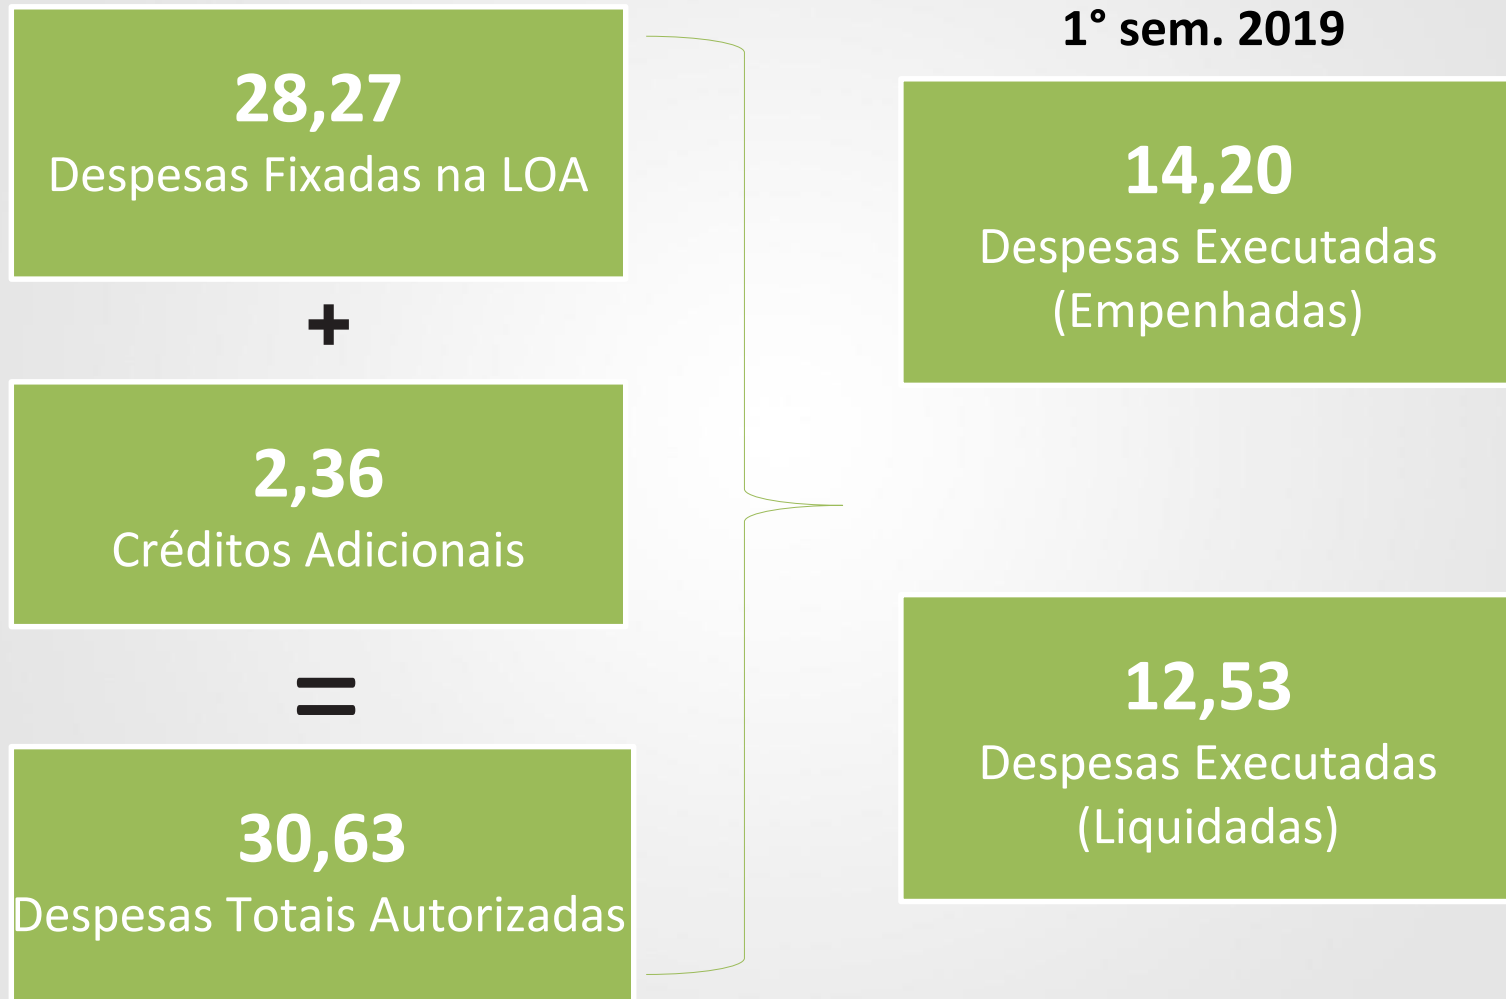 28,27
Despesas Fixadas na LOA
+
2,36
Créditos Adicionais
=
30,63
Despesas Totais Autorizadas
1° sem. 2019
14,20
Despesas Executadas
(Empenhadas)
12,53
Despesas Executadas
(Liquidadas)